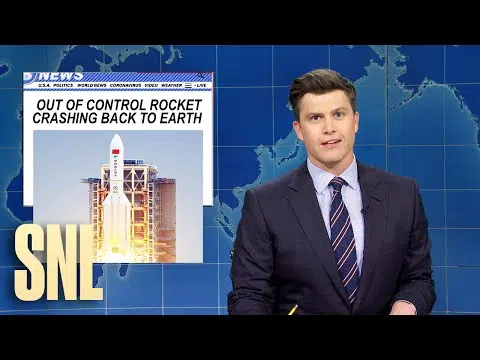 NEWS
U.S.A. POLITICS WORLD NEWS CORONAVIRUS VIDEO WEATHER LIVE
OUT OF CONTROL ROCKET
CRASHING BACK TO EARTH
SNL